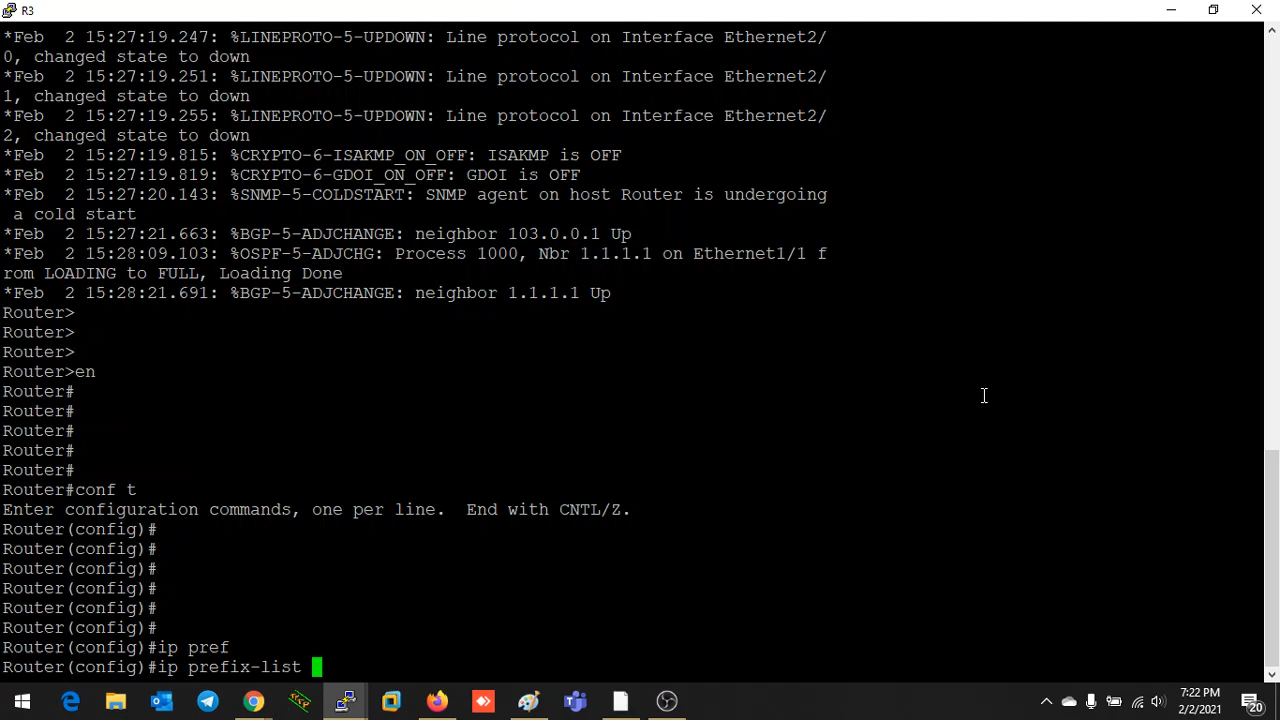 R3
*Feb  2 15:27:19.247: %LINEPROTO-5-UPDOWN: Line protocol on Interface Ethernet2/
0, changed state to down
*Feb  2 15:27:19.251: %LINEPROTO-5-UPDOWN: Line protocol on Interface Ethernet2/
1, changed state to down
*Feb  2 15:27:19.255: %LINEPROTO-5-UPDOWN: Line protocol on Interface Ethernet2/
2, changed state to down
*Feb  2 15:27:19.815: %CRYPTO-6-ISAKMP_ON_OFF: ISAKMP is OFF
*Feb  2 15:27:19.819: %CRYPTO-6-GDOI_ON_OFF: GDOI is OFF
*Feb  2 15:27:20.143: %SNMP-5-COLDSTART: SNMP agent on host Router is undergoing
 a cold start
*Feb  2 15:27:21.663: %BGP-5-ADJCHANGE: neighbor 103.0.0.1 Up
*Feb  2 15:28:09.103: %OSPF-5-ADJCHG: Process 1000, Nbr 1.1.1.1 on Ethernet1/1 f
rom LOADING to FULL, Loading Done
*Feb  2 15:28:21.691: %BGP-5-ADJCHANGE: neighbor 1.1.1.1 Up
Router>
Router>
Router>
Router>en
Router#
Router#
Router#
Router#
Router#
Router#conf t
Enter configuration commands, one per line.  End with CNTL/Z.
Router(config)#
Router(config)#
Router(config)#
Router(config)#
Router(config)#
Router(config)#
Router(config)#ip pref
Router(config)#ip prefix-list
7:22 PM
2/2/2021
20